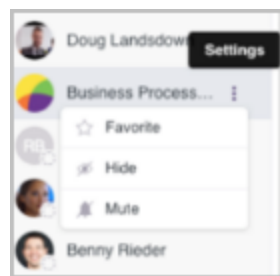 Doug Landsdow
Settings
Business Process...
Favorite
RB
Hide
Mute
Benny Rieder